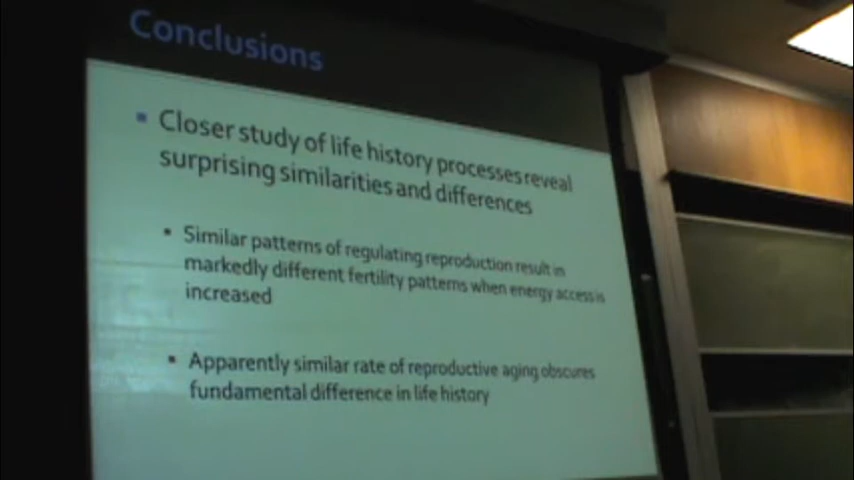 Conclusions
Closer study of life history processes reveal
surprising similarities and differences
Similar patterns of regulating reproduction result in
markedly different fertility patterns when energy access is
increased
Apparently similar rate of reproductive aging obscures
fundamental difference in life history